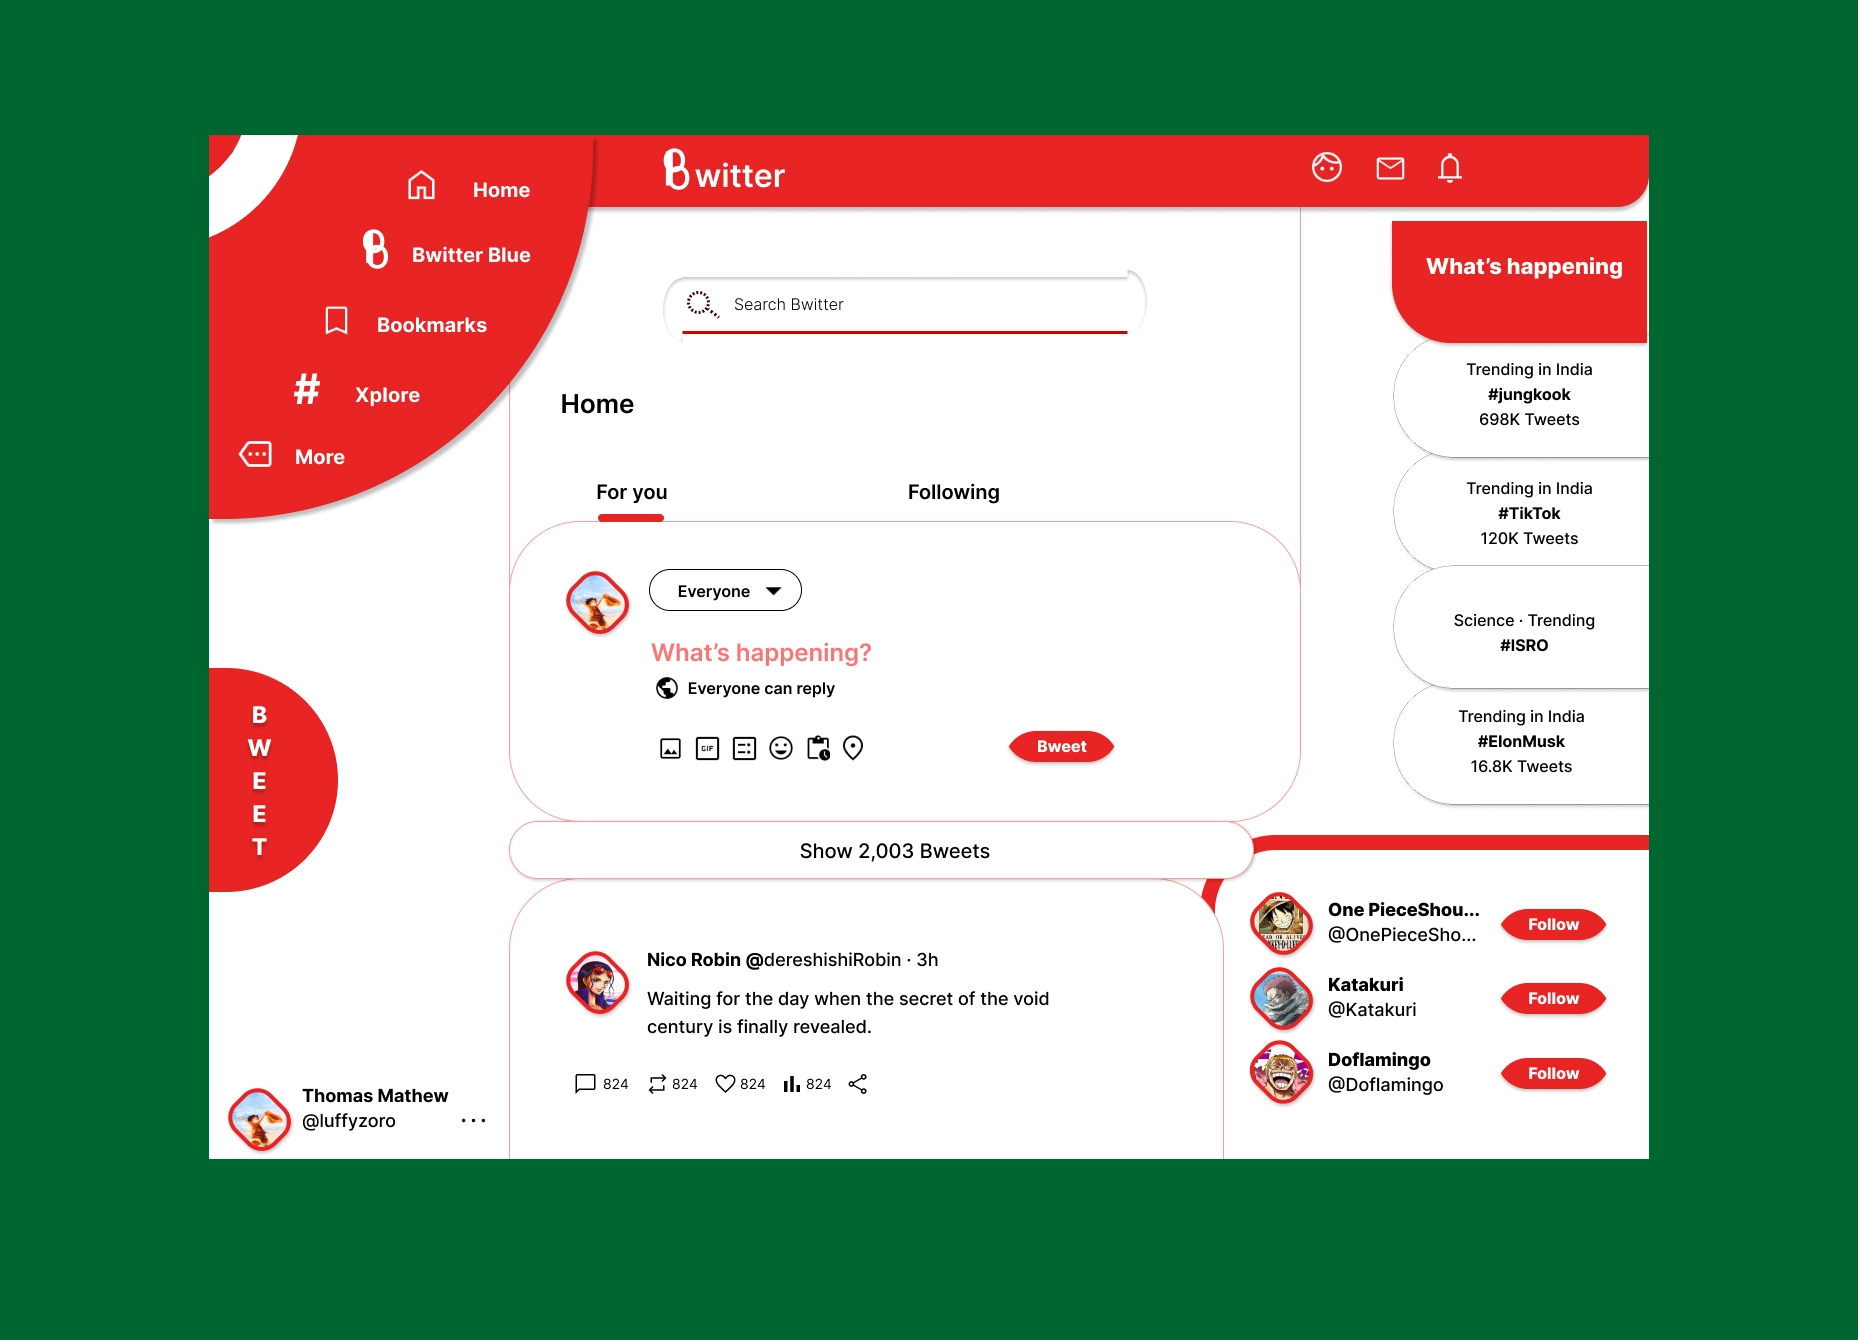 Bwitter
Home
Bwitter Blue
Bookmarks
# Xplore
More
Search Bwitter
Home
For you
Following
Everyone
What’s happening?
Everyone can reply
GIF
Bweet
Show 2,003 Bweets
Nico Robin @dereshishiRobin · 3h
Waiting for the day when the secret of the void
century is finally revealed.
824 824 824 824
B
W
E
E
T
Thomas Mathew
@luffyzoro
What’s happening
Trending in India
#jungkook
698K Tweets
Trending in India
#TikTok
120K Tweets
Science · Trending
#ISRO
Trending in India
#ElonMusk
16.8K Tweets
One PieceShou...
@OnePieceSho...
Follow
Katakuri
@Katakuri
Follow
Doflamingo
@Doflamingo
Follow